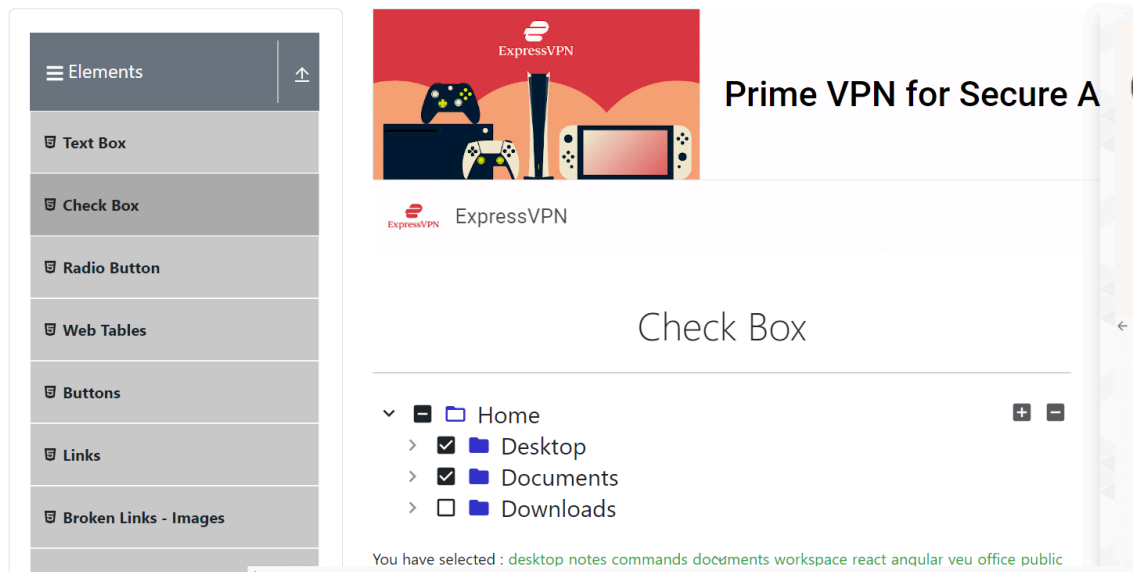 Elements
Text Box
Check Box
Radio Button
Web Tables
Buttons
Links
Broken Links - Images
ExpressVPN
Prime VPN for Secure A
ExpressVPN
ExpressVPN
Check Box
Home
Desktop
Documents
Downloads
You have selected : desktop notes commands documents workspace react angular veu office public